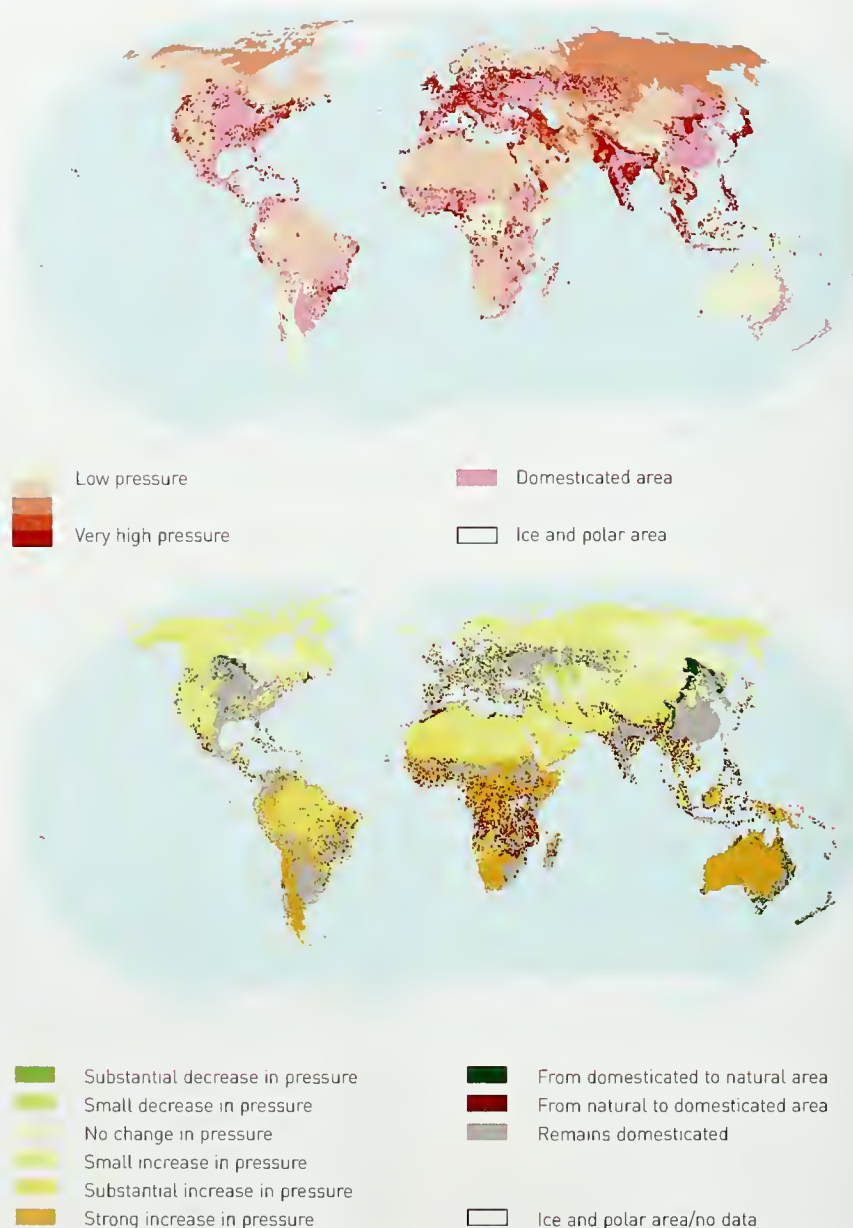 Low pressure
Domesticated area
Very high pressure
Ice and polar area
Substantial decrease in pressure
Small decrease in pressure
No change in pressure
Small increase in pressure
Substantial increase in pressure
Strong increase in pressure
From domesticated to natural area
From natural to domesticated area
Remains domesticated
Ice and polar area/no data